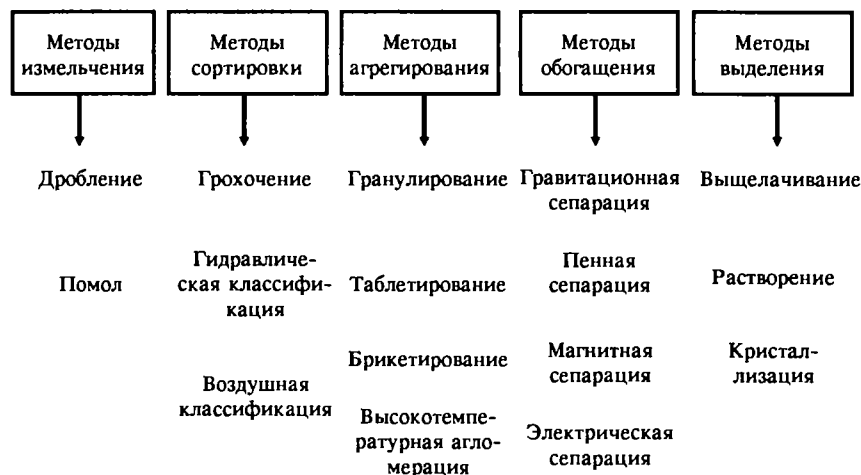 Методы
измельчения
Методы
сортировки
Методы
агрегирования
Методы
обогащения
Методы
выделения
Дробление
Помол
Грохочение
Гидравличе-
ская классифи-
кация
Воздушная
классификация
Гранулирование
Таблетирование
Брикетирование
Высокотемпе-
ратурная агло-
мерация
Гравитационная
сепарация
Пенная
сепарация
Магнитная
сепарация
Электрическая
сепарация
Выщелачивание
Растворение
Кристал-
лизация